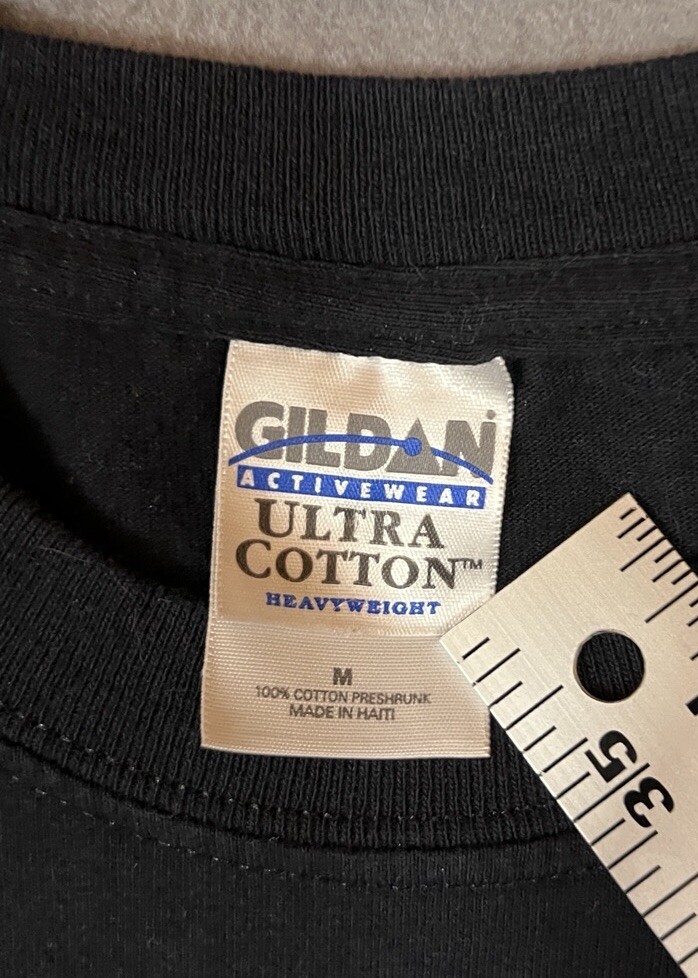 GILDAN
ACTIVEWEAR
ULTRA
COTTON™
HEAVYWEIGHT
M
100% COTTON PRESHRUNK
MADE IN HAITI
35